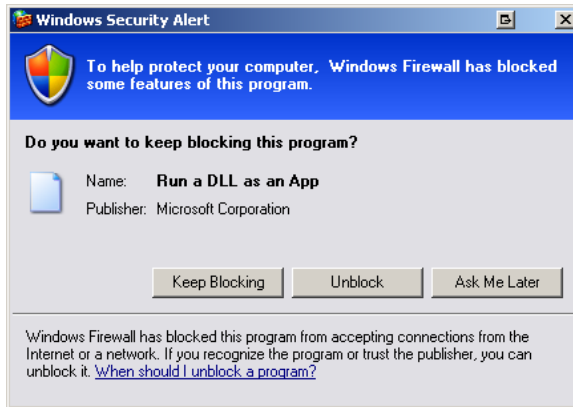 Windows Security Alert
To help protect your computer, Windows Firewall has blocked
some features of this program.
Do you want to keep blocking this program?
Name: Run a DLL as an App
Publisher: Microsoft Corporation
Keep Blocking Unblock Ask Me Later
Windows Firewall has blocked this program from accepting connections from the
Internet or a network. If you recognize the program or trust the publisher, you can
unblock it. When should I unblock a program?